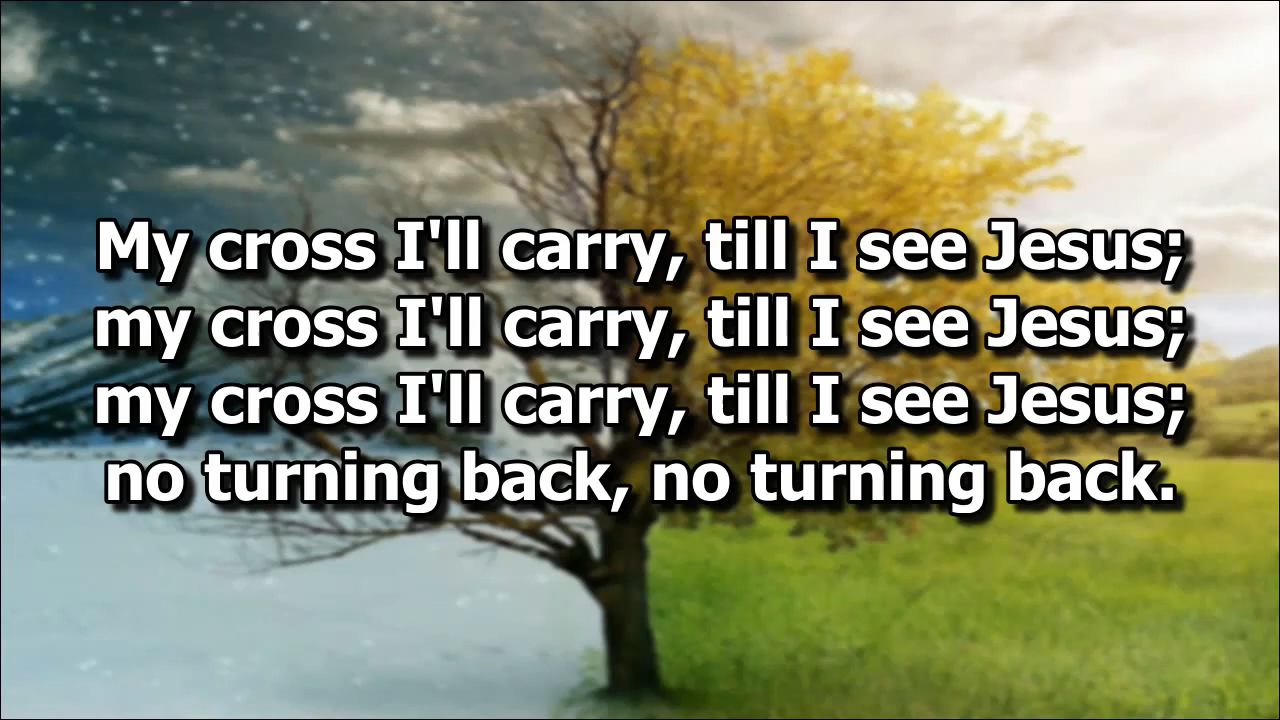 My cross I'll carry, till I see Jesus;
my cross I'll carry, till I see Jesus;
my cross I'll carry, till I see Jesus;
no turning back, no turning back.